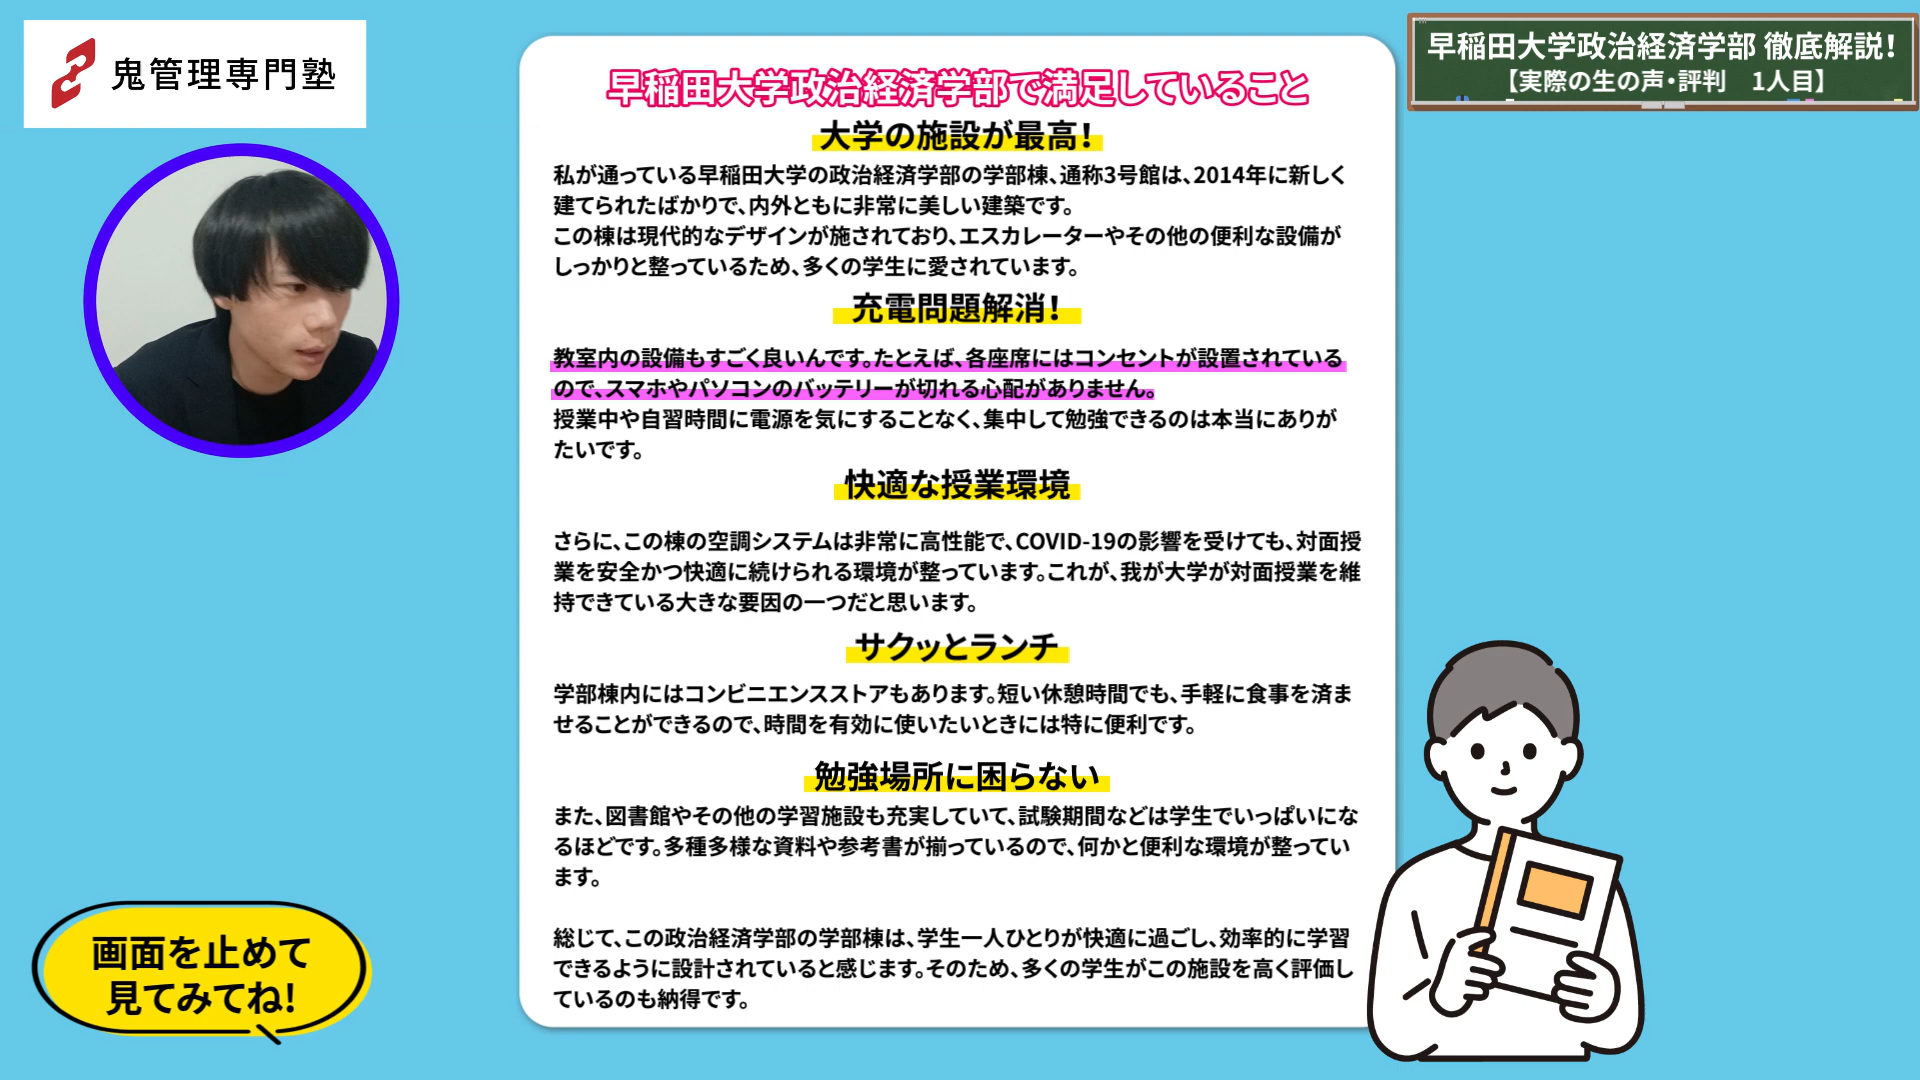 鬼管理専門塾
早稲田大学政治経済学部 徹底解説!
【実際の生の声・評判 1人目】
早稲田大学政治経済学部で満足していること
大学の施設が最高!
私が通っている早稲田大学の政治経済学部の学部棟、通称3号館は、2014年に新しく
建てられたばかりで、内外ともに非常に美しい建築です。
この棟は現代的なデザインが施されており、エスカレーターやその他の便利な設備が
しっかりと整っているため、多くの学生に愛されています。
充電問題解消!
教室内の設備もすごく良いんです。たとえば、各座席にはコンセントが設置されている
ので、スマホやパソコンのバッテリーが切れる心配がありません。
授業中や自習時間に電源を気にすることなく、集中して勉強できるのは本当にありが
たいです。
快適な授業環境
さらに、この棟の空調システムは非常に高性能で、COVID-19の影響を受けても、対面授
業を安全かつ快適に続けられる環境が整っています。これが、我が大学が対面授業を維
持できている大きな要因の一つだと思います。
サクッとランチ
学部棟内にはコンビニエンスストアもあります。短い休憩時間でも、手軽に食事を済ま
せることができるので、時間を有効に使いたいときには特に便利です。
勉強場所に困らない
また、図書館やその他の学習施設も充実していて、試験期間などは学生でいっぱいにな
るほどです。多種多様な資料や参考書が揃っているので、何かと便利な環境が整ってい
ます。
総じて、この政治経済学部の学部棟は、学生一人ひとりが快適に過ごし、効率的に学習
できるように設計されていると感じます。そのため、多くの学生がこの施設を高く評価し
ているのも納得です。
画面を止めて
見てみてね!